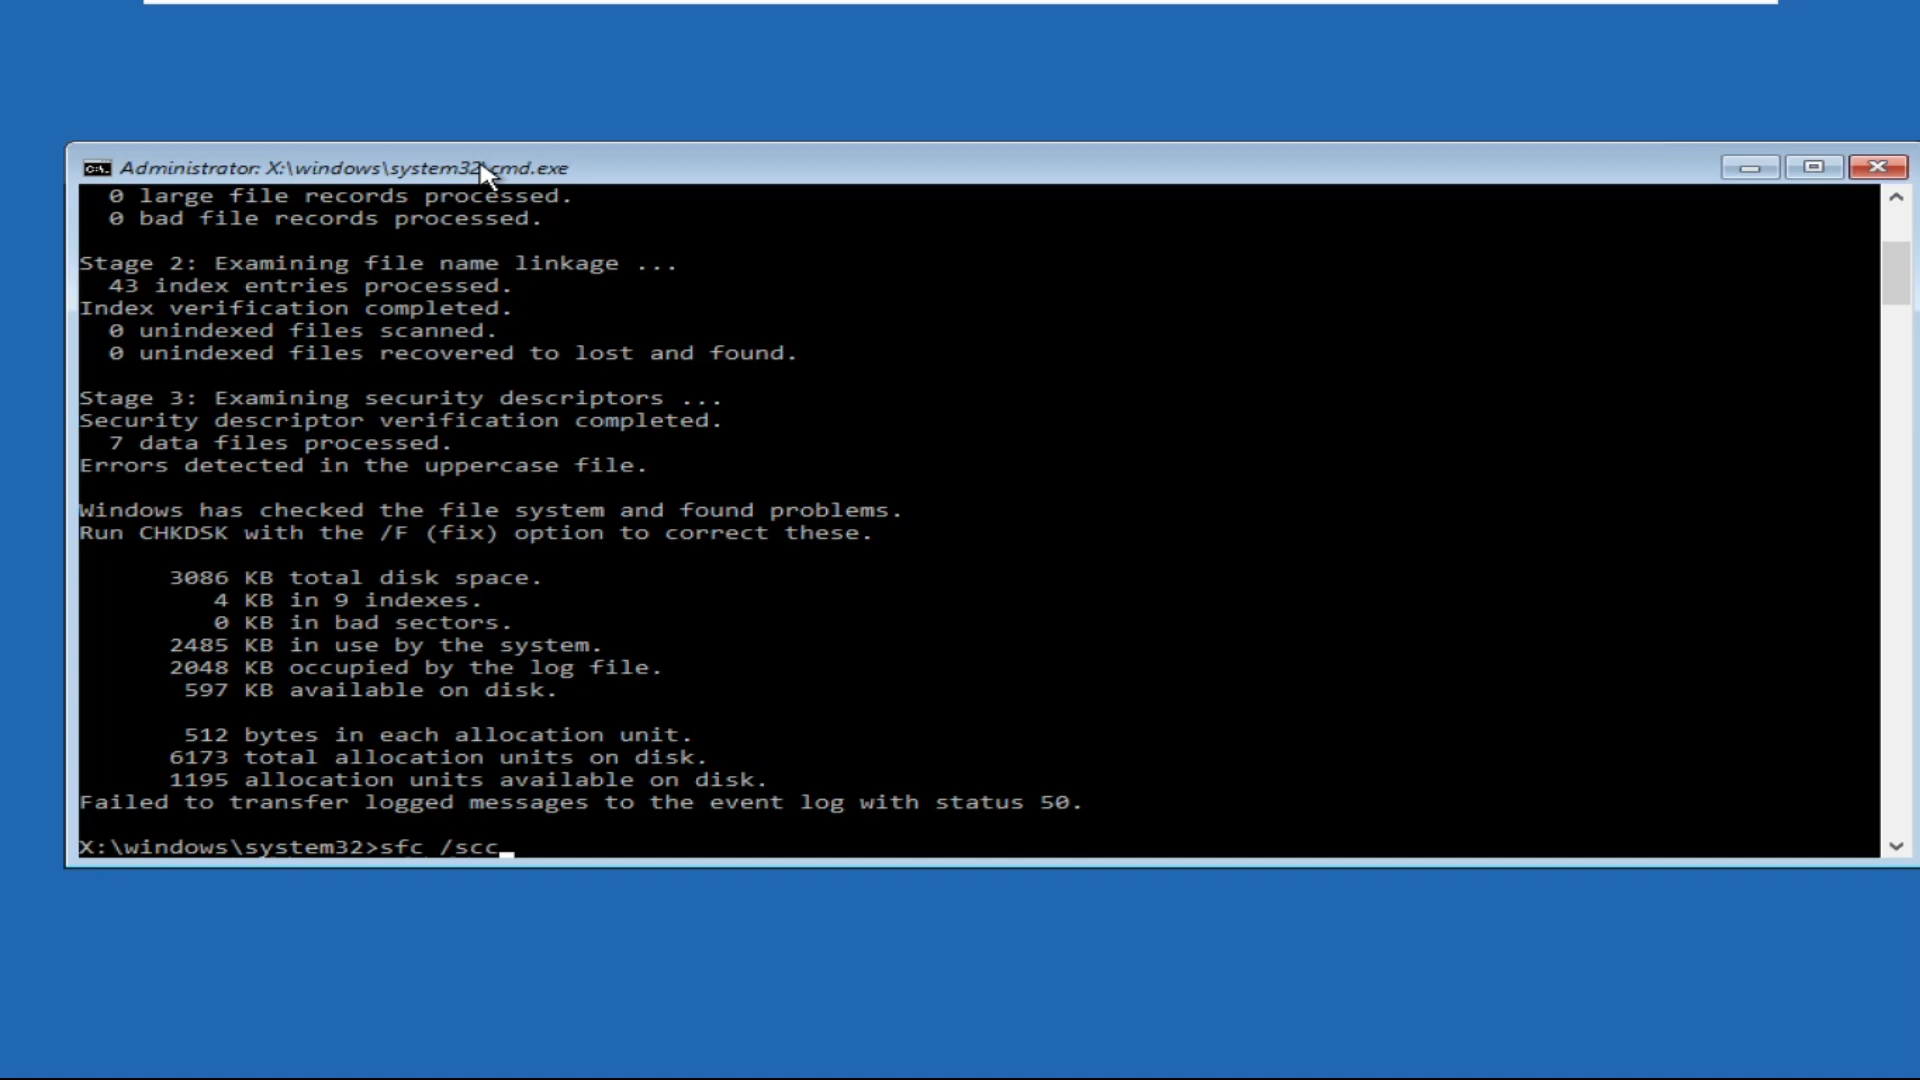 Administrator: X:\windows\system32\cmd.exe
0 large file records processed.
0 bad file records processed.
Stage 2: Examining file name linkage ...
43 index entries processed.
Index verification completed.
0 unindexed files scanned.
0 unindexed files recovered to lost and found.
Stage 3: Examining security descriptors ...
Security descriptor verification completed.
7 data files processed.
Errors detected in the uppercase file.
Windows has checked the file system and found problems.
Run CHKDSK with the /F (fix) option to correct these.
3086 KB total disk space.
4 KB in 9 indexes.
0 KB in bad sectors.
2485 KB in use by the system.
2048 KB occupied by the log file.
597 KB available on disk.
512 bytes in each allocation unit.
6173 total allocation units on disk.
1195 allocation units available on disk.
Failed to transfer logged messages to the event log with status 50.
X:\windows\system32>sfc /scc_